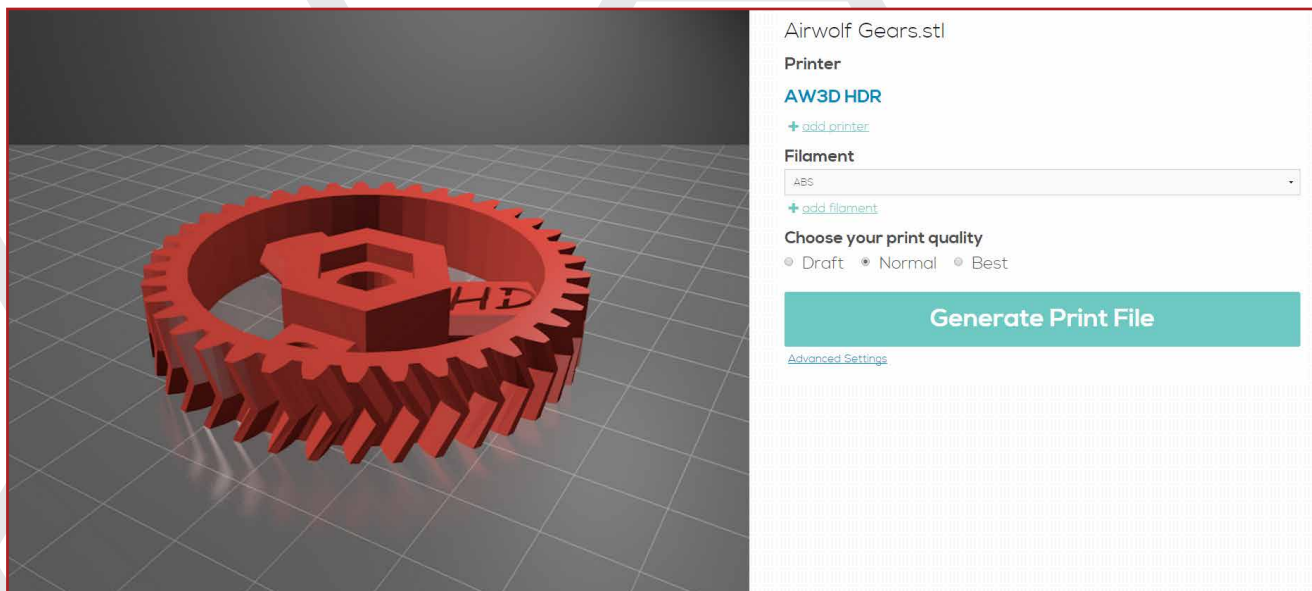 Airwolf Gears.stl
Printer
AW3D HDR
+ add printer
Filament
ABS
+ add filament
Choose your print quality
Draft Normal Best
Generate Print File
Advanced Settings
HD